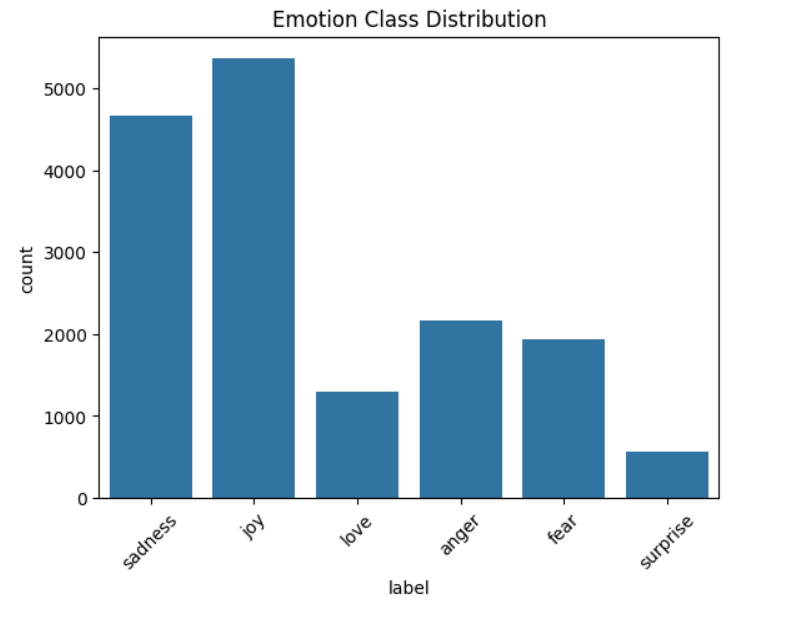 Emotion Class Distribution
5000
4000
3000
2000
1000
0
count
sadness
joy
love
anger
fear
surprise
label